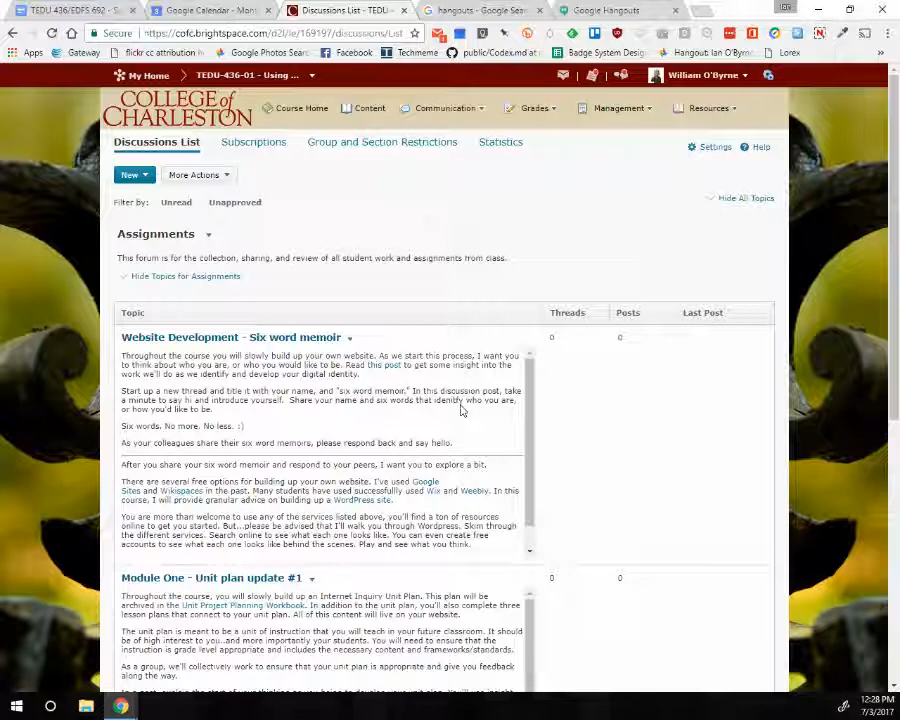 TEDU 436/EDFS 692 -
Google Calendar - Mont
Discussions List - TEDU-
hangouts - Google Sear
Google Hangouts
Secure
https://cofc.brightspace.com/d2l/le/169197/discussions/List
Apps
Gateway
flickr cc attribution
Google Photos Sear
Facebook
Techmeme
public/Codex.md at
Badge System Desig
Hangout: Ian O'Byrne
Lorex
My Home
TEDU-436-01 - Using ...
William O'Byrne
COLLEGE of
CHARLESTON
Course Home
Content
Communication
Grades
Management
Resources
Discussions List
Subscriptions
Group and Section Restrictions
Statistics
Settings
Help
New
More Actions
Filter by:
Unread
Unapproved
Hide All Topics
Assignments
This forum is for the collection, sharing, and review of all student work and assignments from class.
Hide Topics for Assignments
Topic
Threads
Posts
Last Post
Website Development - Six word memoir
0
0
Throughout the course you will slowly build up your own website. As we start this process, I want you
to think about who you are, or who you would like to be. Read this post to get some insight into the
work we'll do as we identify and develop your digital identity.
Start up a new thread and title it with your name, and "six word memoir." In this discussion post, take
a minute to say hi and introduce yourself.  Share your name and six words that identify who you are,
or how you'd like to be.
Six words. No more. No less. :)
As your colleagues share their six word memoirs, please respond back and say hello.
After you share your six word memoir and respond to your peers, I want you to explore a bit.
There are several free options for building up your own website. I've used Google
Sites and Wikispaces in the past. Many students have used successfullly used Wix and Weebly. In this
course, I will provide granular advice on building up a WordPress site.
You are more than welcome to use any of the services listed above, you'll find a ton of resources
online to get you started. But...please be advised that I'll walk you through Wordpress. Skim through
the different services. Search online to see what each one looks like. You can even create free
accounts to see what each one looks like behind the scenes. Play and see what you think.
Module One - Unit plan update #1
0
0
Throughout the course, you will slowly build up an Internet Inquiry Unit Plan. This plan will be
archived in the Unit Project Planning Workbook. In addition to the unit plan, you'll also complete three
lesson plans that connect to your unit plan. All of this content will live on your website.
The unit plan is meant to be a unit of instruction that you will teach in your future classroom. It should
be of high interest to you...and more importantly your students. You will need to ensure that the
instruction is grade level appropriate and includes the necessary content and frameworks/standards.
As a group, we'll collectively work to ensure that your unit plan is appropriate and give you feedback
along the way.
12:28 PM
7/3/2017